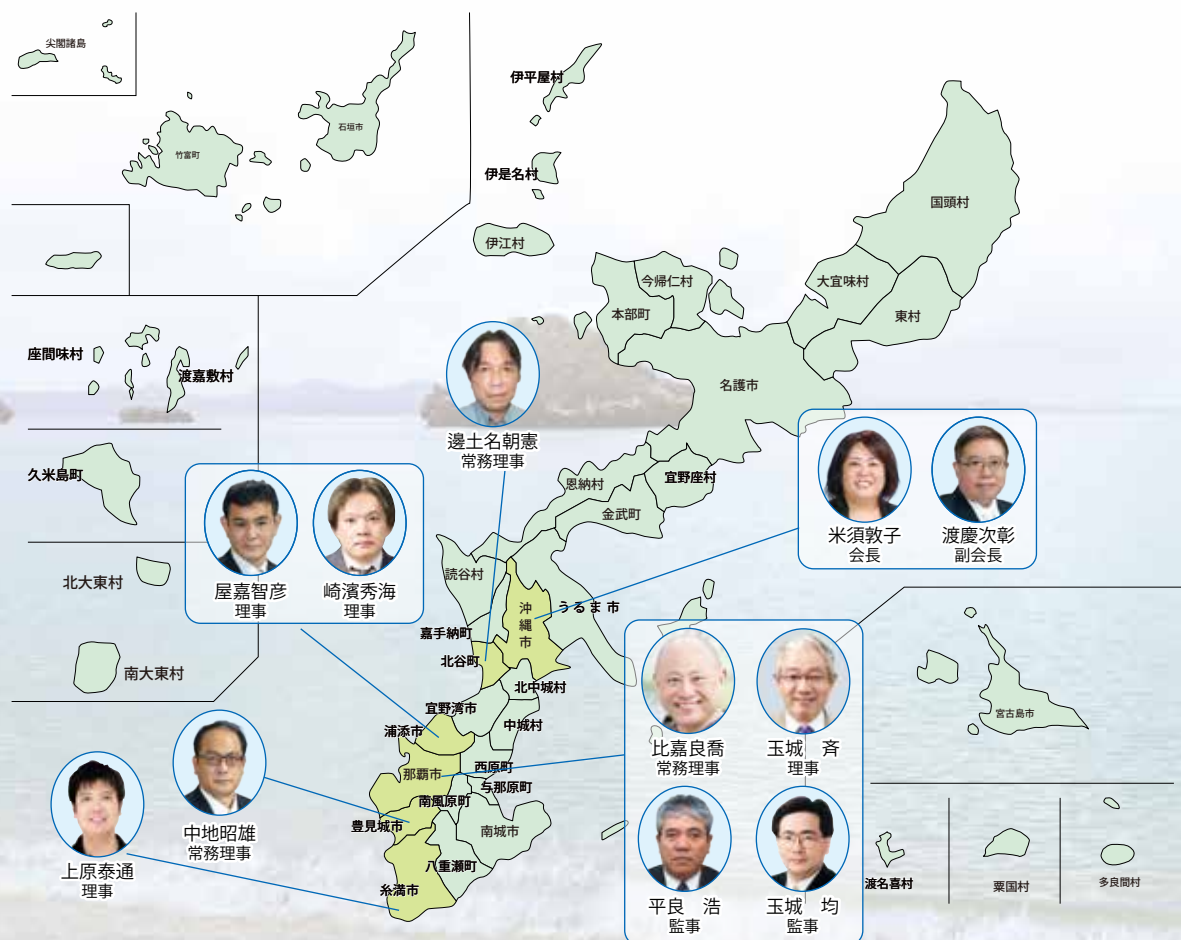 尖閣諸島
石垣市
竹富町
伊平屋村
伊是名村
伊江村
国頭村
大宜味村
東村
今帰仁村
本部町
名護市
座間味村
渡嘉敷村
久米島町
北大東村
南大東村
邊土名朝憲
常務理事
米須敦子
会長
渡慶次彰
副会長
屋嘉智彦
理事
崎濱秀海
理事
恩納村
宜野座村
金武町
読谷村
沖縄市
うるま市
嘉手納町
北谷町
北中城村
宜野湾市
中城村
浦添市
西原町
那覇市
与那原町
南風原町
豊見城市
南城市
八重瀬町
糸満市
中地昭雄
常務理事
上原泰通
理事
比嘉良喬
常務理事
玉城　斉
理事
平良　浩
監事
玉城　均
監事
宮古島市
渡名喜村
粟国村
多良間村